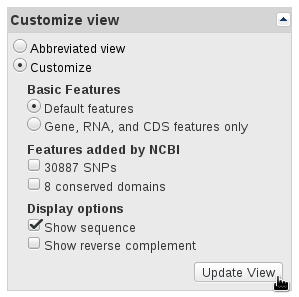 Customize view
Abbreviated view
Customize
Basic Features
Default features
Gene, RNA, and CDS features only
Features added by NCBI
30887 SNPs
8 conserved domains
Display options
Show sequence
Show reverse complement
Update View